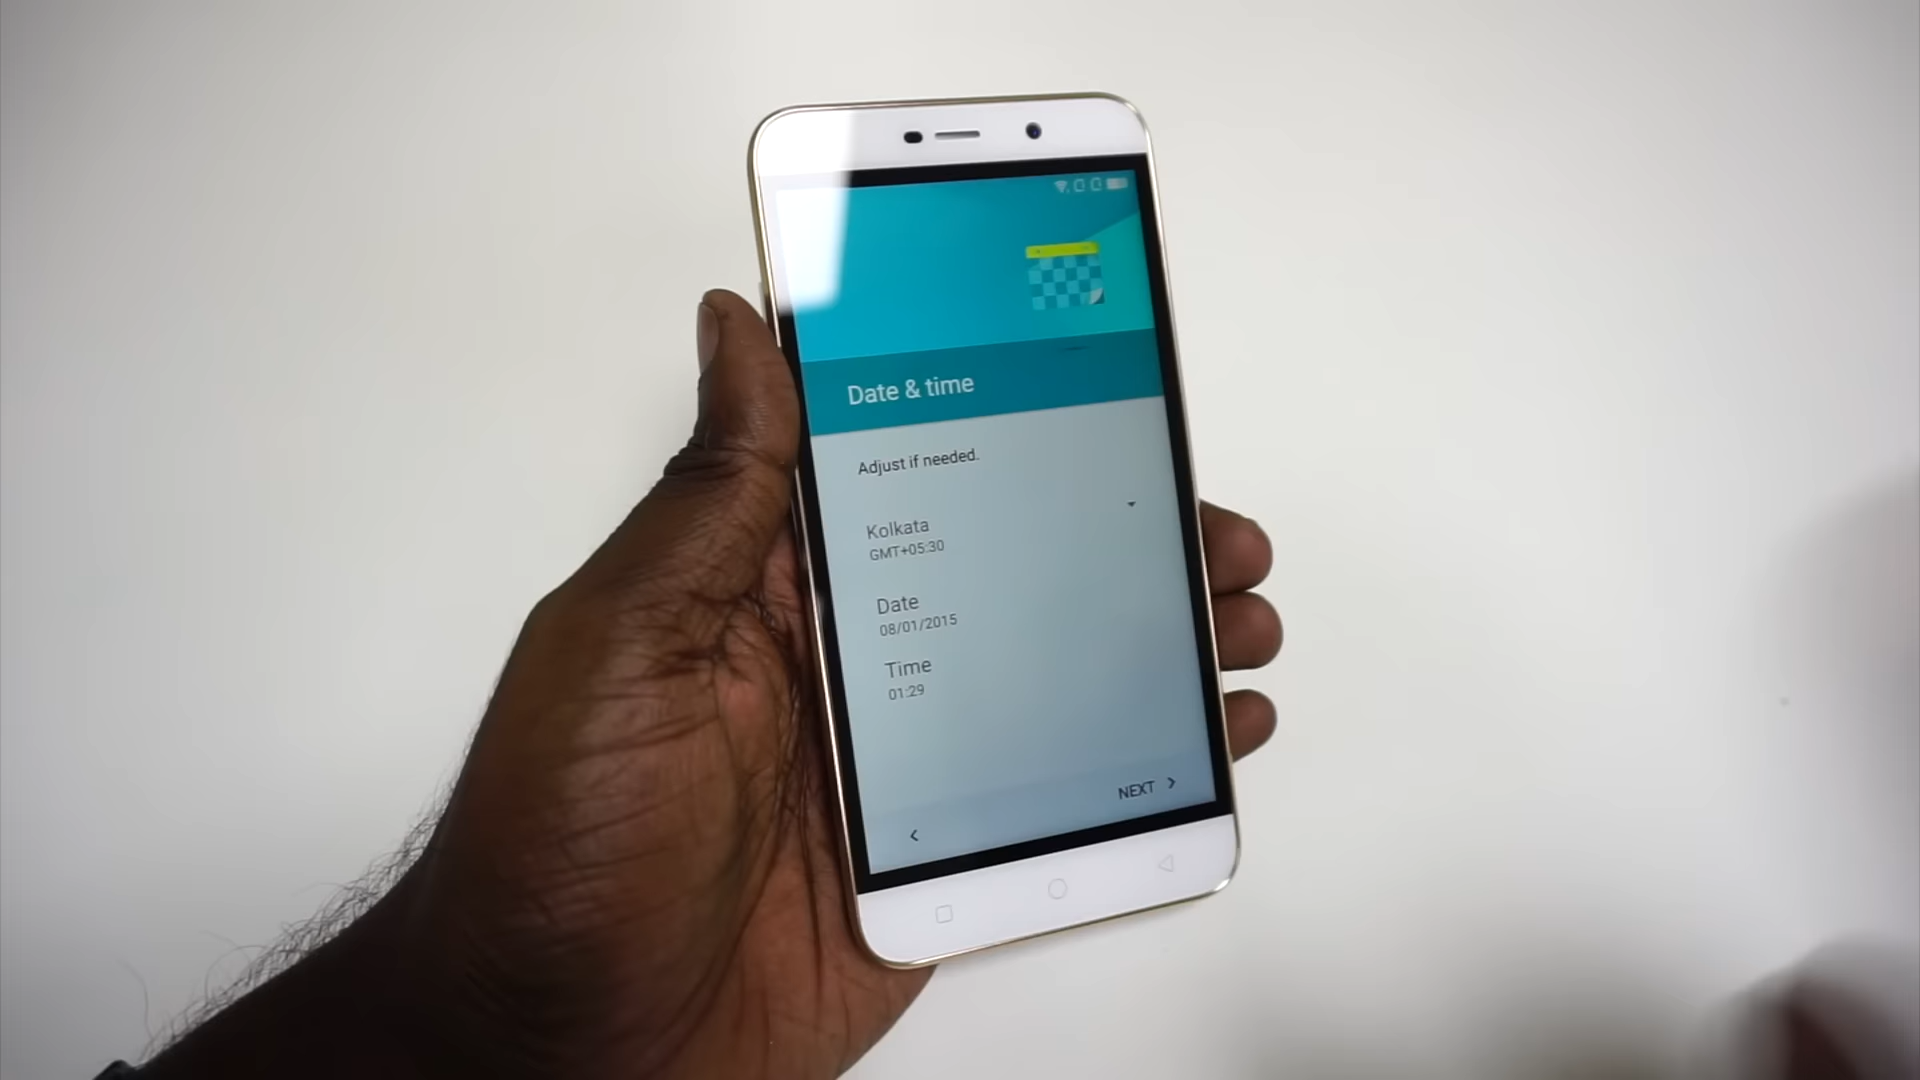 Date & time
Adjust if needed.
Kolkata
GMT+05:30
Date
08/01/2015
Time
01:29
NEXT